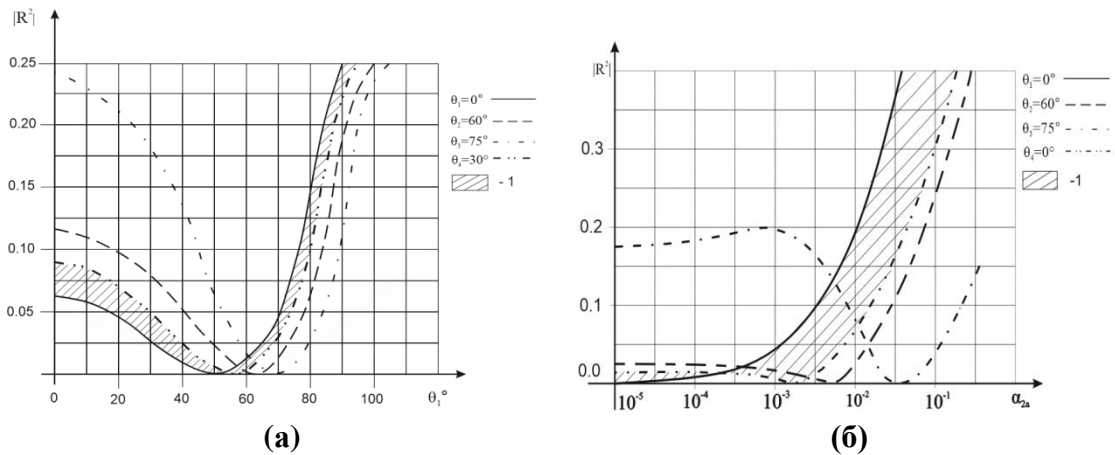 |R²|
0.25
0.20
0.15
0.10
0.05
0
20
40
60
80
100
θ₁°
θ₁=0°
θ₂=60°
θ₃=75°
θ₄=30°
- 1
(а)
|R²|
0.3
0.2
0.1
0.0
10⁻⁵
10⁻⁴
10⁻³
10⁻²
10⁻¹
α₂ₐ
θ₁=0°
θ₂=60°
θ₃=75°
θ₄=0°
-1
(б)